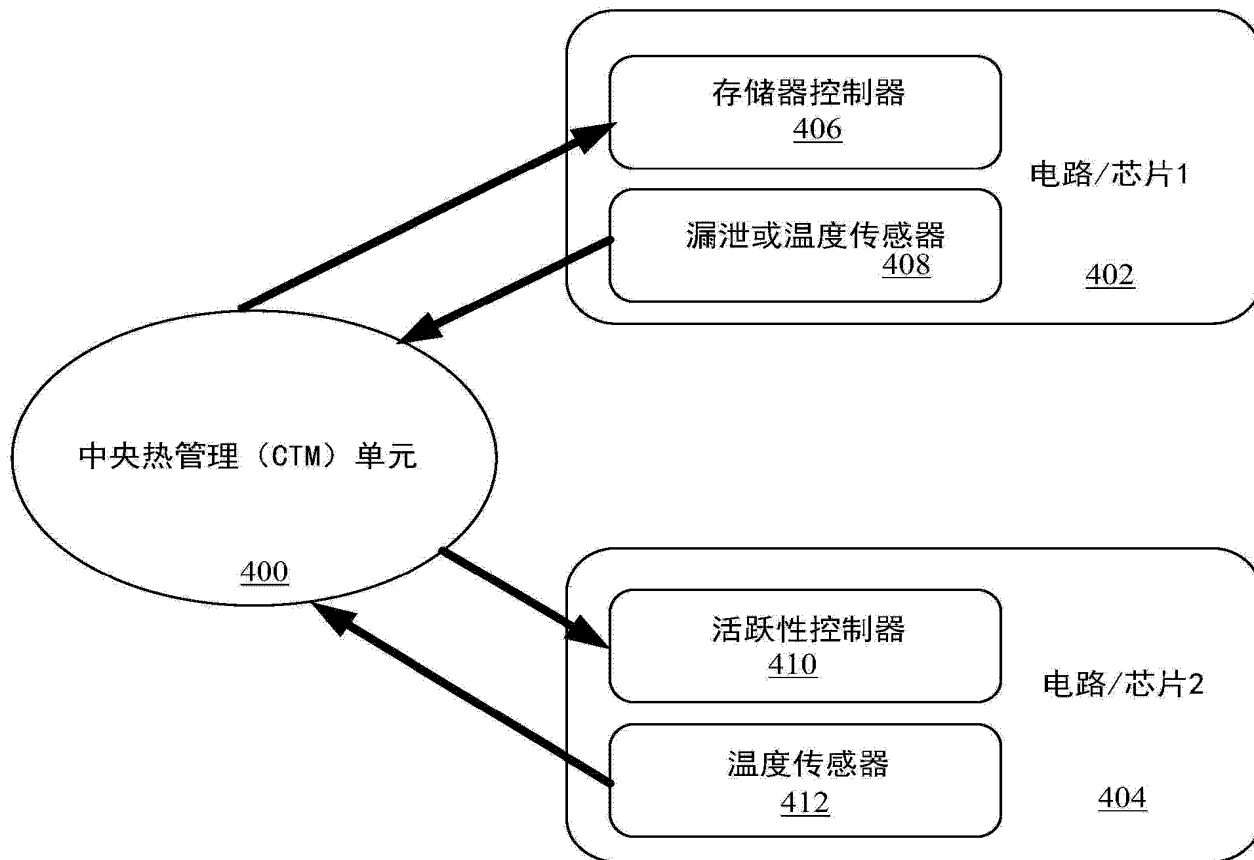 存储器控制器
406
电路/芯片1
漏泄或温度传感器
408
402
中央热管理（CTM）单元
400
活跃性控制器
410
电路/芯片2
温度传感器
412
404